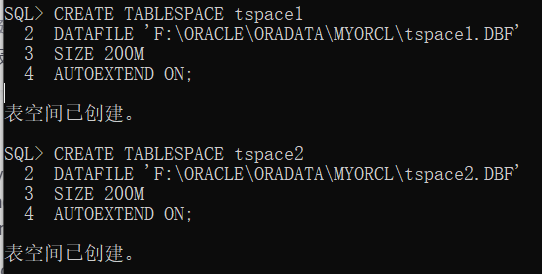 SQL> CREATE TABLESPACE tspace1
2 DATAFILE 'F:\ORACLE\ORADATA\MYORCL\tspace1.DBF'
3 SIZE 200M
4 AUTOEXTEND ON;
表空间已创建。
SQL> CREATE TABLESPACE tspace2
2 DATAFILE 'F:\ORACLE\ORADATA\MYORCL\tspace2.DBF'
3 SIZE 200M
4 AUTOEXTEND ON;
表空间已创建。